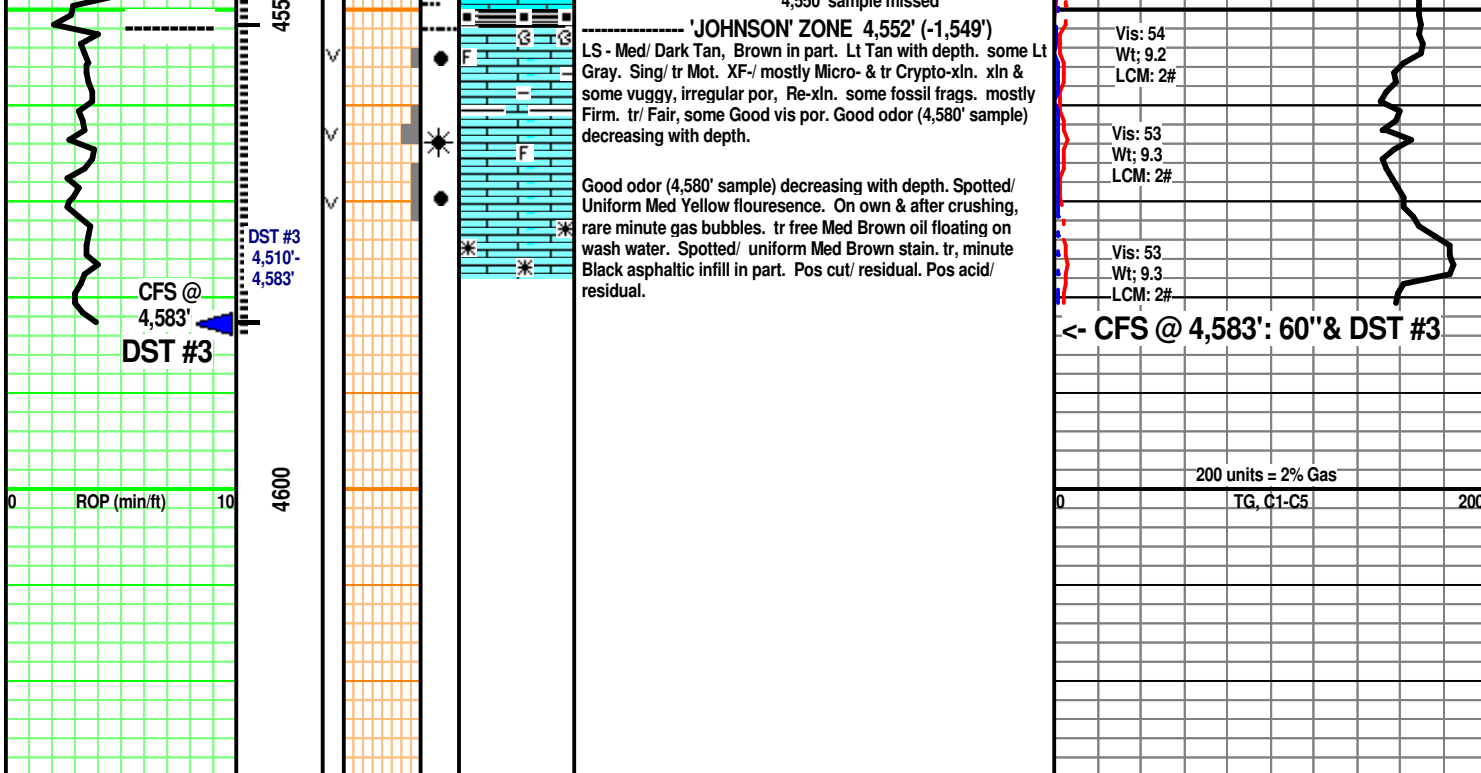 4,550' sample missed
---------------- 'JOHNSON' ZONE 4,552' (-1,549')
LS - Med/ Dark Tan, Brown in part. Lt Tan with depth. some Lt
Gray. Sing/ tr Mot. XF-/ mostly Micro- & tr Crypto-xln. xln &
some vuggy, irregular por, Re-xln. some fossil frags. mostly
Firm. tr/ Fair, some Good vis por. Good odor (4,580' sample)
decreasing with depth.
Good odor (4,580' sample) decreasing with depth. Spotted/
Uniform Med Yellow flouresence. On own & after crushing,
rare minute gas bubbles. tr free Med Brown oil floating on
wash water. Spotted/ uniform Med Brown stain. tr, minute
Black asphaltic infill in part. Pos cut/ residual. Pos acid/
residual.
F
F
V
V
V
DST #3
4,510'-
4,583'
CFS @
4,583'
DST #3
4600
0 ROP (min/ft) 10
Vis: 54
Wt; 9.2
LCM: 2#
Vis: 53
Wt; 9.3
LCM: 2#
Vis: 53
Wt; 9.3
LCM: 2#
<- CFS @ 4,583': 60"& DST #3
200 units = 2% Gas
0 TG, C1-C5 200